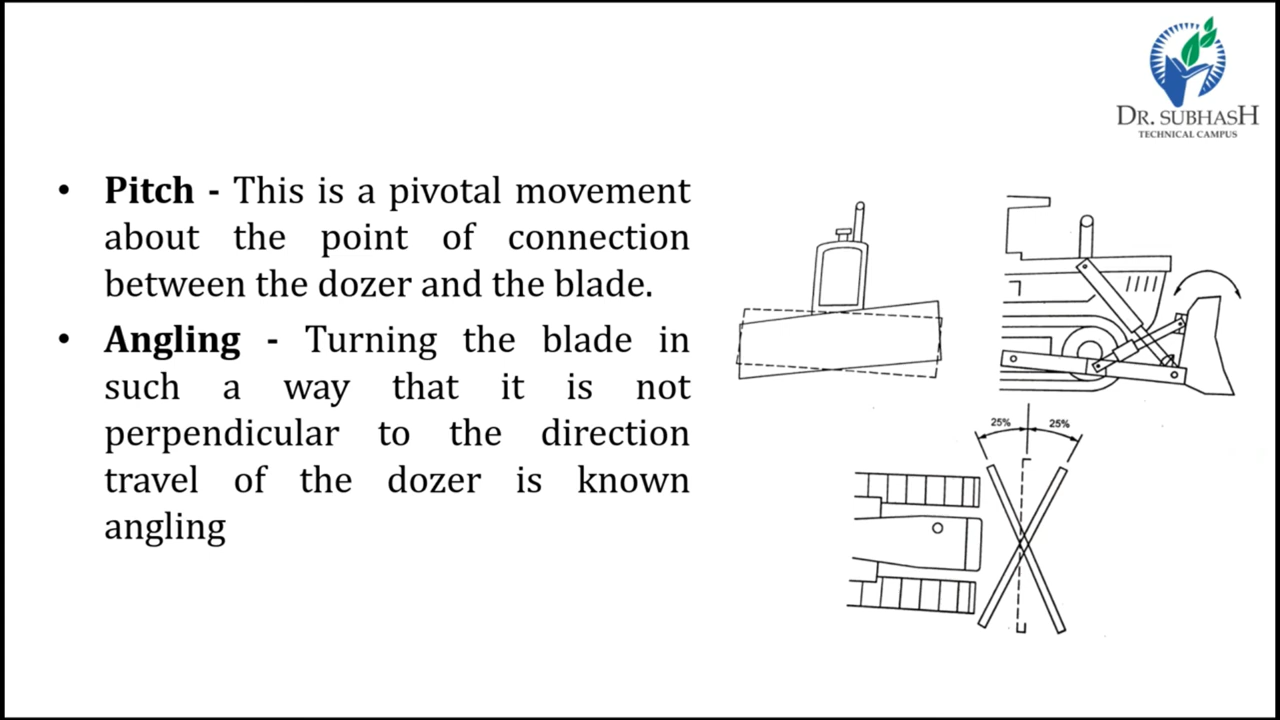 DR. SUBHASH
TECHNICAL CAMPUS
• Pitch - This is a pivotal movement
about the point of connection
between the dozer and the blade.
• Angling - Turning the blade in
such a way that it is not
perpendicular to the direction
travel of the dozer is known
angling
25% 25%